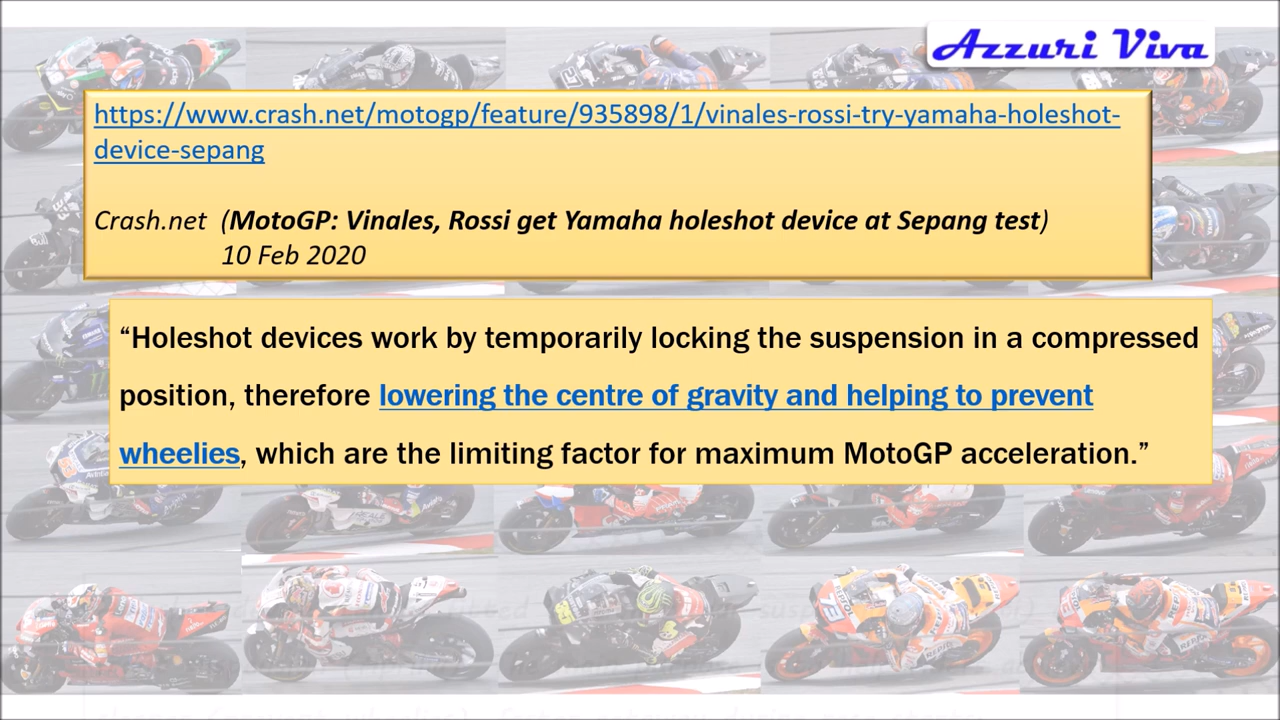 Azzuri Viva
https://www.crash.net/motogp/feature/935898/1/vinales-rossi-try-yamaha-holeshot-
device-sepang
Crash.net (MotoGP: Vinales, Rossi get Yamaha holeshot device at Sepang test)
10 Feb 2020
“Holeshot devices work by temporarily locking the suspension in a compressed
position, therefore lowering the centre of gravity and helping to prevent
wheelies, which are the limiting factor for maximum MotoGP acceleration.”